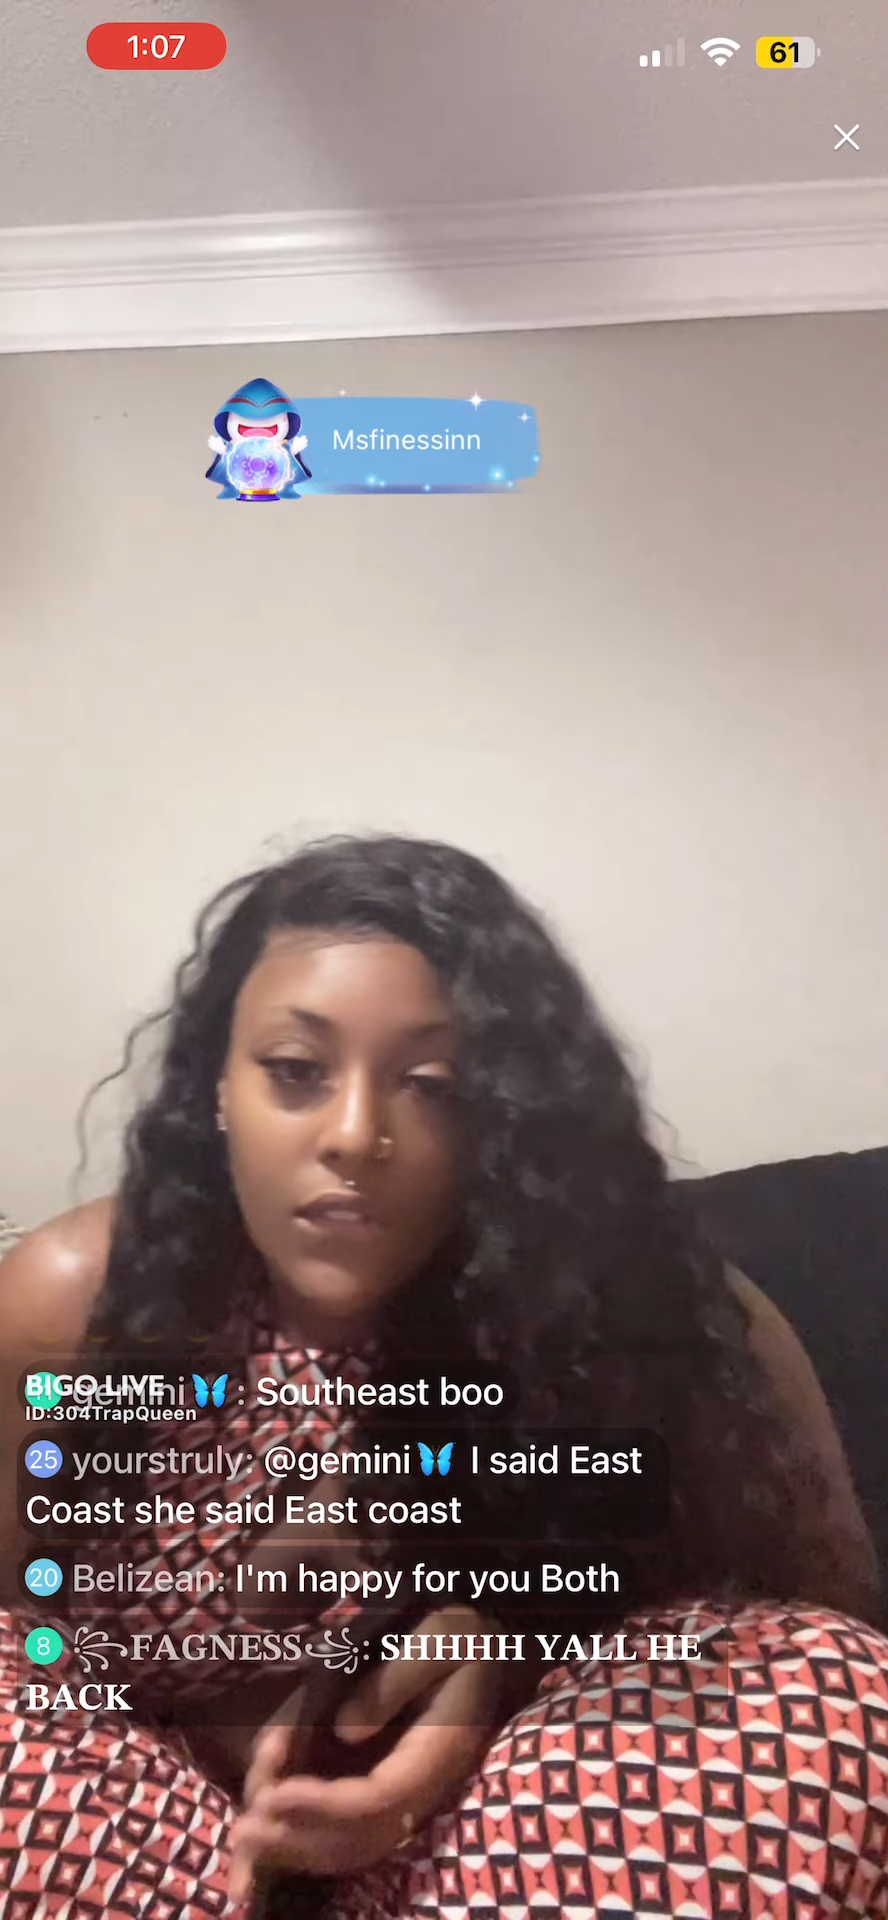 1:07
61
Msfinessinn
BIGO LIVE
ID:304TrapQueen
gemini🦋: Southeast boo
25 yourstruly: @gemini🦋 I said East
Coast she said East coast
20 Belizean: I'm happy for you Both
8 ꧁FAGNESS꧂: SHHHH YALL HE
BACK